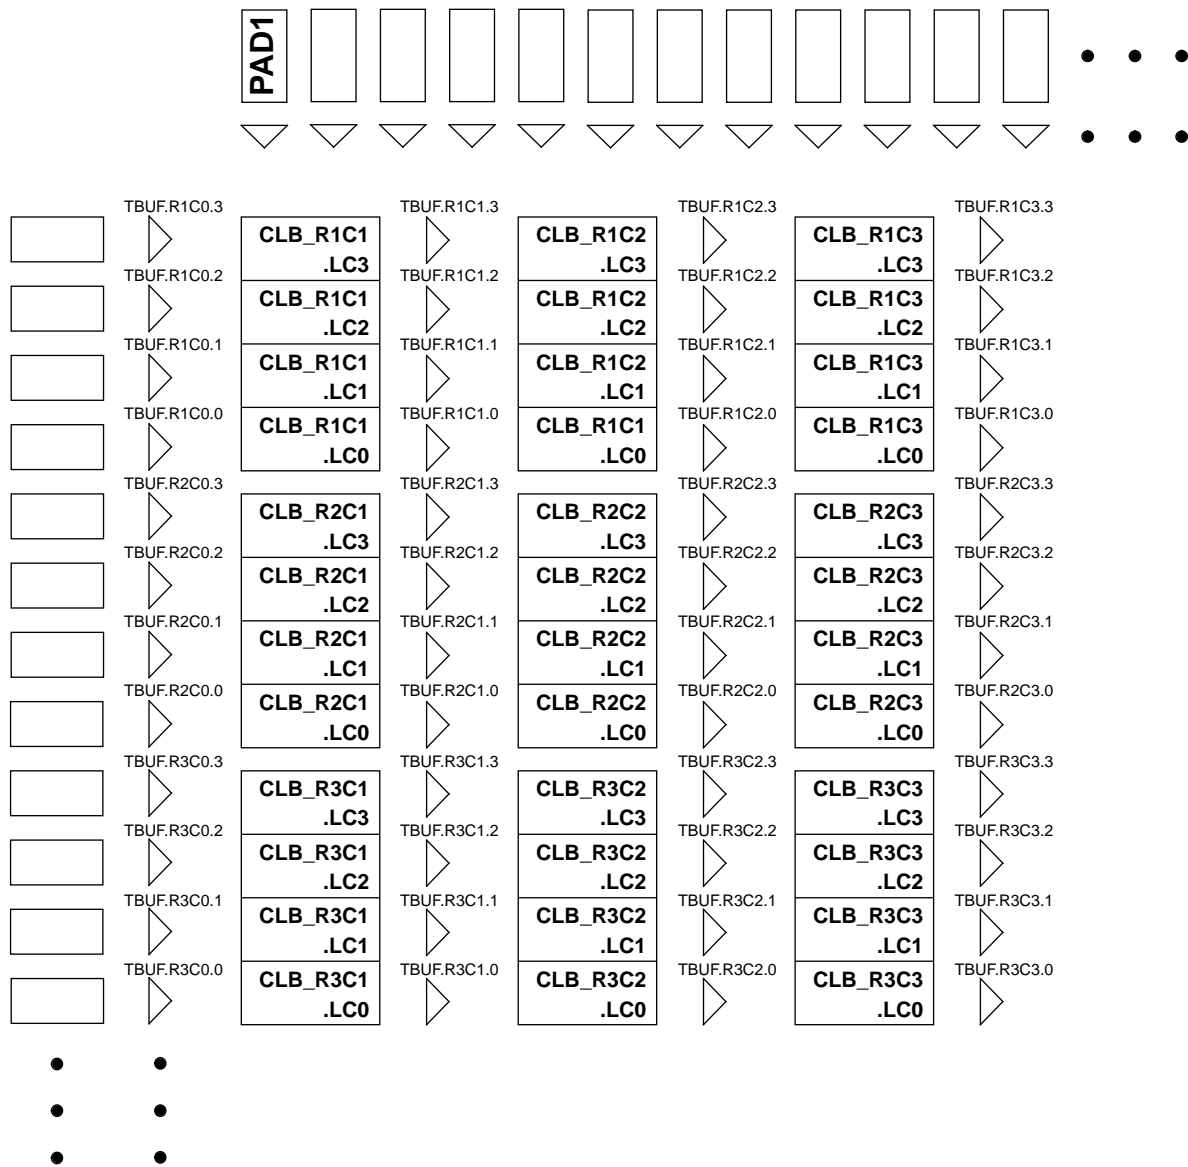 PAD1
TBUF.R1C0.3 TBUF.R1C1.3 TBUF.R1C2.3 TBUF.R1C3.3
CLB_R1C1 CLB_R1C2 CLB_R1C3
.LC3 .LC3 .LC3
TBUF.R1C0.2 TBUF.R1C1.2 TBUF.R1C2.2 TBUF.R1C3.2
CLB_R1C1 CLB_R1C2 CLB_R1C3
.LC2 .LC2 .LC2
TBUF.R1C0.1 TBUF.R1C1.1 TBUF.R1C2.1 TBUF.R1C3.1
CLB_R1C1 CLB_R1C2 CLB_R1C3
.LC1 .LC1 .LC1
TBUF.R1C0.0 TBUF.R1C1.0 TBUF.R1C2.0 TBUF.R1C3.0
CLB_R1C1 CLB_R1C1 CLB_R1C3
.LC0 .LC0 .LC0
TBUF.R2C0.3 TBUF.R2C1.3 TBUF.R2C2.3 TBUF.R2C3.3
CLB_R2C1 CLB_R2C2 CLB_R2C3
.LC3 .LC3 .LC3
TBUF.R2C0.2 TBUF.R2C1.2 TBUF.R2C2.2 TBUF.R2C3.2
CLB_R2C1 CLB_R2C2 CLB_R2C3
.LC2 .LC2 .LC2
TBUF.R2C0.1 TBUF.R2C1.1 TBUF.R2C2.1 TBUF.R2C3.1
CLB_R2C1 CLB_R2C2 CLB_R2C3
.LC1 .LC1 .LC1
TBUF.R2C0.0 TBUF.R2C1.0 TBUF.R2C2.0 TBUF.R2C3.0
CLB_R2C1 CLB_R2C2 CLB_R2C3
.LC0 .LC0 .LC0
TBUF.R3C0.3 TBUF.R3C1.3 TBUF.R3C2.3 TBUF.R3C3.3
CLB_R3C1 CLB_R3C2 CLB_R3C3
.LC3 .LC3 .LC3
TBUF.R3C0.2 TBUF.R3C1.2 TBUF.R3C2.2 TBUF.R3C3.2
CLB_R3C1 CLB_R3C2 CLB_R3C3
.LC2 .LC2 .LC2
TBUF.R3C0.1 TBUF.R3C1.1 TBUF.R3C2.1 TBUF.R3C3.1
CLB_R3C1 CLB_R3C2 CLB_R3C3
.LC1 .LC1 .LC1
TBUF.R3C0.0 TBUF.R3C1.0 TBUF.R3C2.0 TBUF.R3C3.0
CLB_R3C1 CLB_R3C2 CLB_R3C3
.LC0 .LC0 .LC0